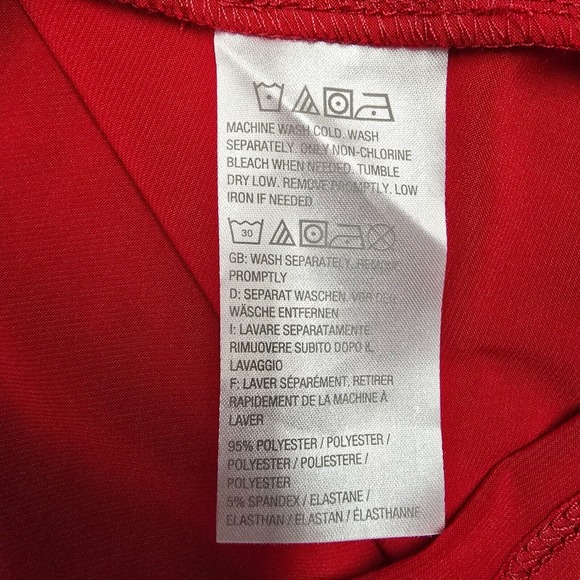 MACHINE WASH COLD. WASH
SEPARATELY. ONLY NON-CHLORINE
BLEACH WHEN NEEDED. TUMBLE
DRY LOW. REMOVE PROMPTLY. LOW
IRON IF NEEDED
30
GB: WASH SEPARATELY. REMOVE
PROMPTLY
D: SEPARAT WASCHEN. VOR DEM
WÄSCHE ENTFERNEN
I: LAVARE SEPARATAMENTE.
RIMUOVERE SUBITO DOPO IL
LAVAGGIO
F: LAVER SÉPARÉMENT. RETIRER
RAPIDEMENT DE LA MACHINE À
LAVER
95% POLYESTER / POLYESTER /
POLYESTER / POLIESTERE /
POLYESTER
5% SPANDEX / ELASTANE /
ELASTHAN / ELASTAN / ÉLASTHANNE